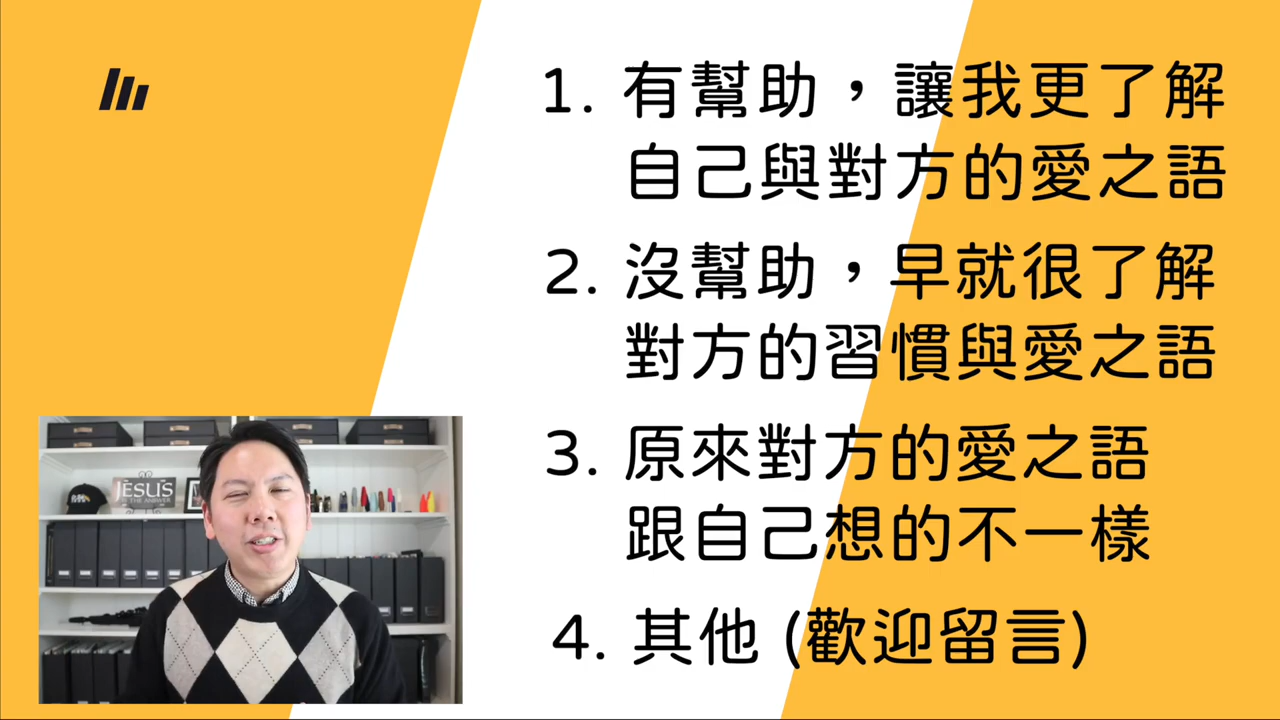 1. 有幫助，讓我更了解
自己與對方的愛之語
2. 沒幫助，早就很了解
對方的習慣與愛之語
3. 原來對方的愛之語
跟自己想的不一樣
4. 其他 (歡迎留言)
JESUS
IS THE ANSWER